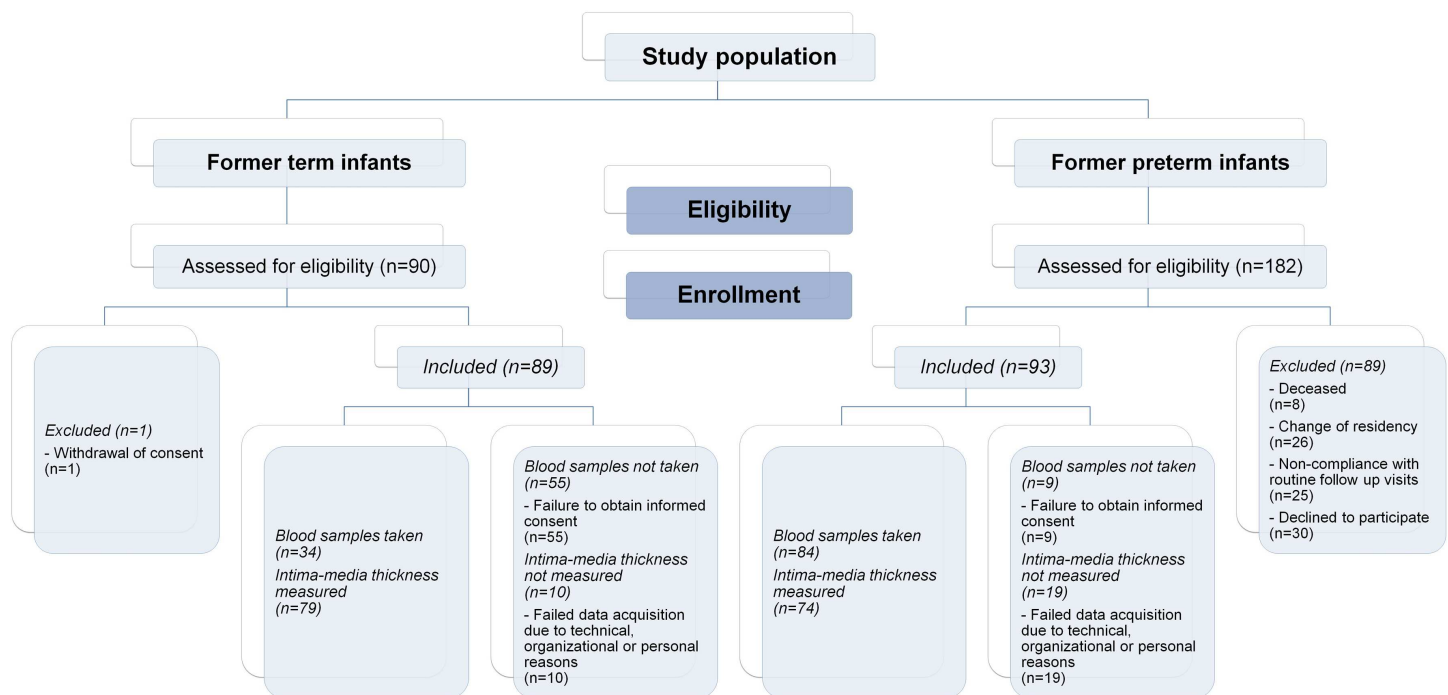 Study population
Former term infants
Former preterm infants
Eligibility
Assessed for eligibility (n=90)
Assessed for eligibility (n=182)
Enrollment
Included (n=89)
Included (n=93)
Excluded (n=1)
- Withdrawal of consent
(n=1)
Blood samples taken
(n=34)
Intima-media thickness
measured
(n=79)
Blood samples not taken
(n=55)
- Failure to obtain informed
consent
(n=55)
Intima-media thickness
not measured
(n=10)
- Failed data acquisition
due to technical,
organizational or personal
reasons
(n=10)
Blood samples taken
(n=84)
Intima-media thickness
measured
(n=74)
Blood samples not taken
(n=9)
- Failure to obtain informed
consent
(n=9)
Intima-media thickness
not measured
(n=19)
- Failed data acquisition
due to technical,
organizational or personal
reasons
(n=19)
Excluded (n=89)
- Deceased
(n=8)
- Change of residency
(n=26)
- Non-compliance with
routine follow up visits
(n=25)
- Declined to participate
(n=30)